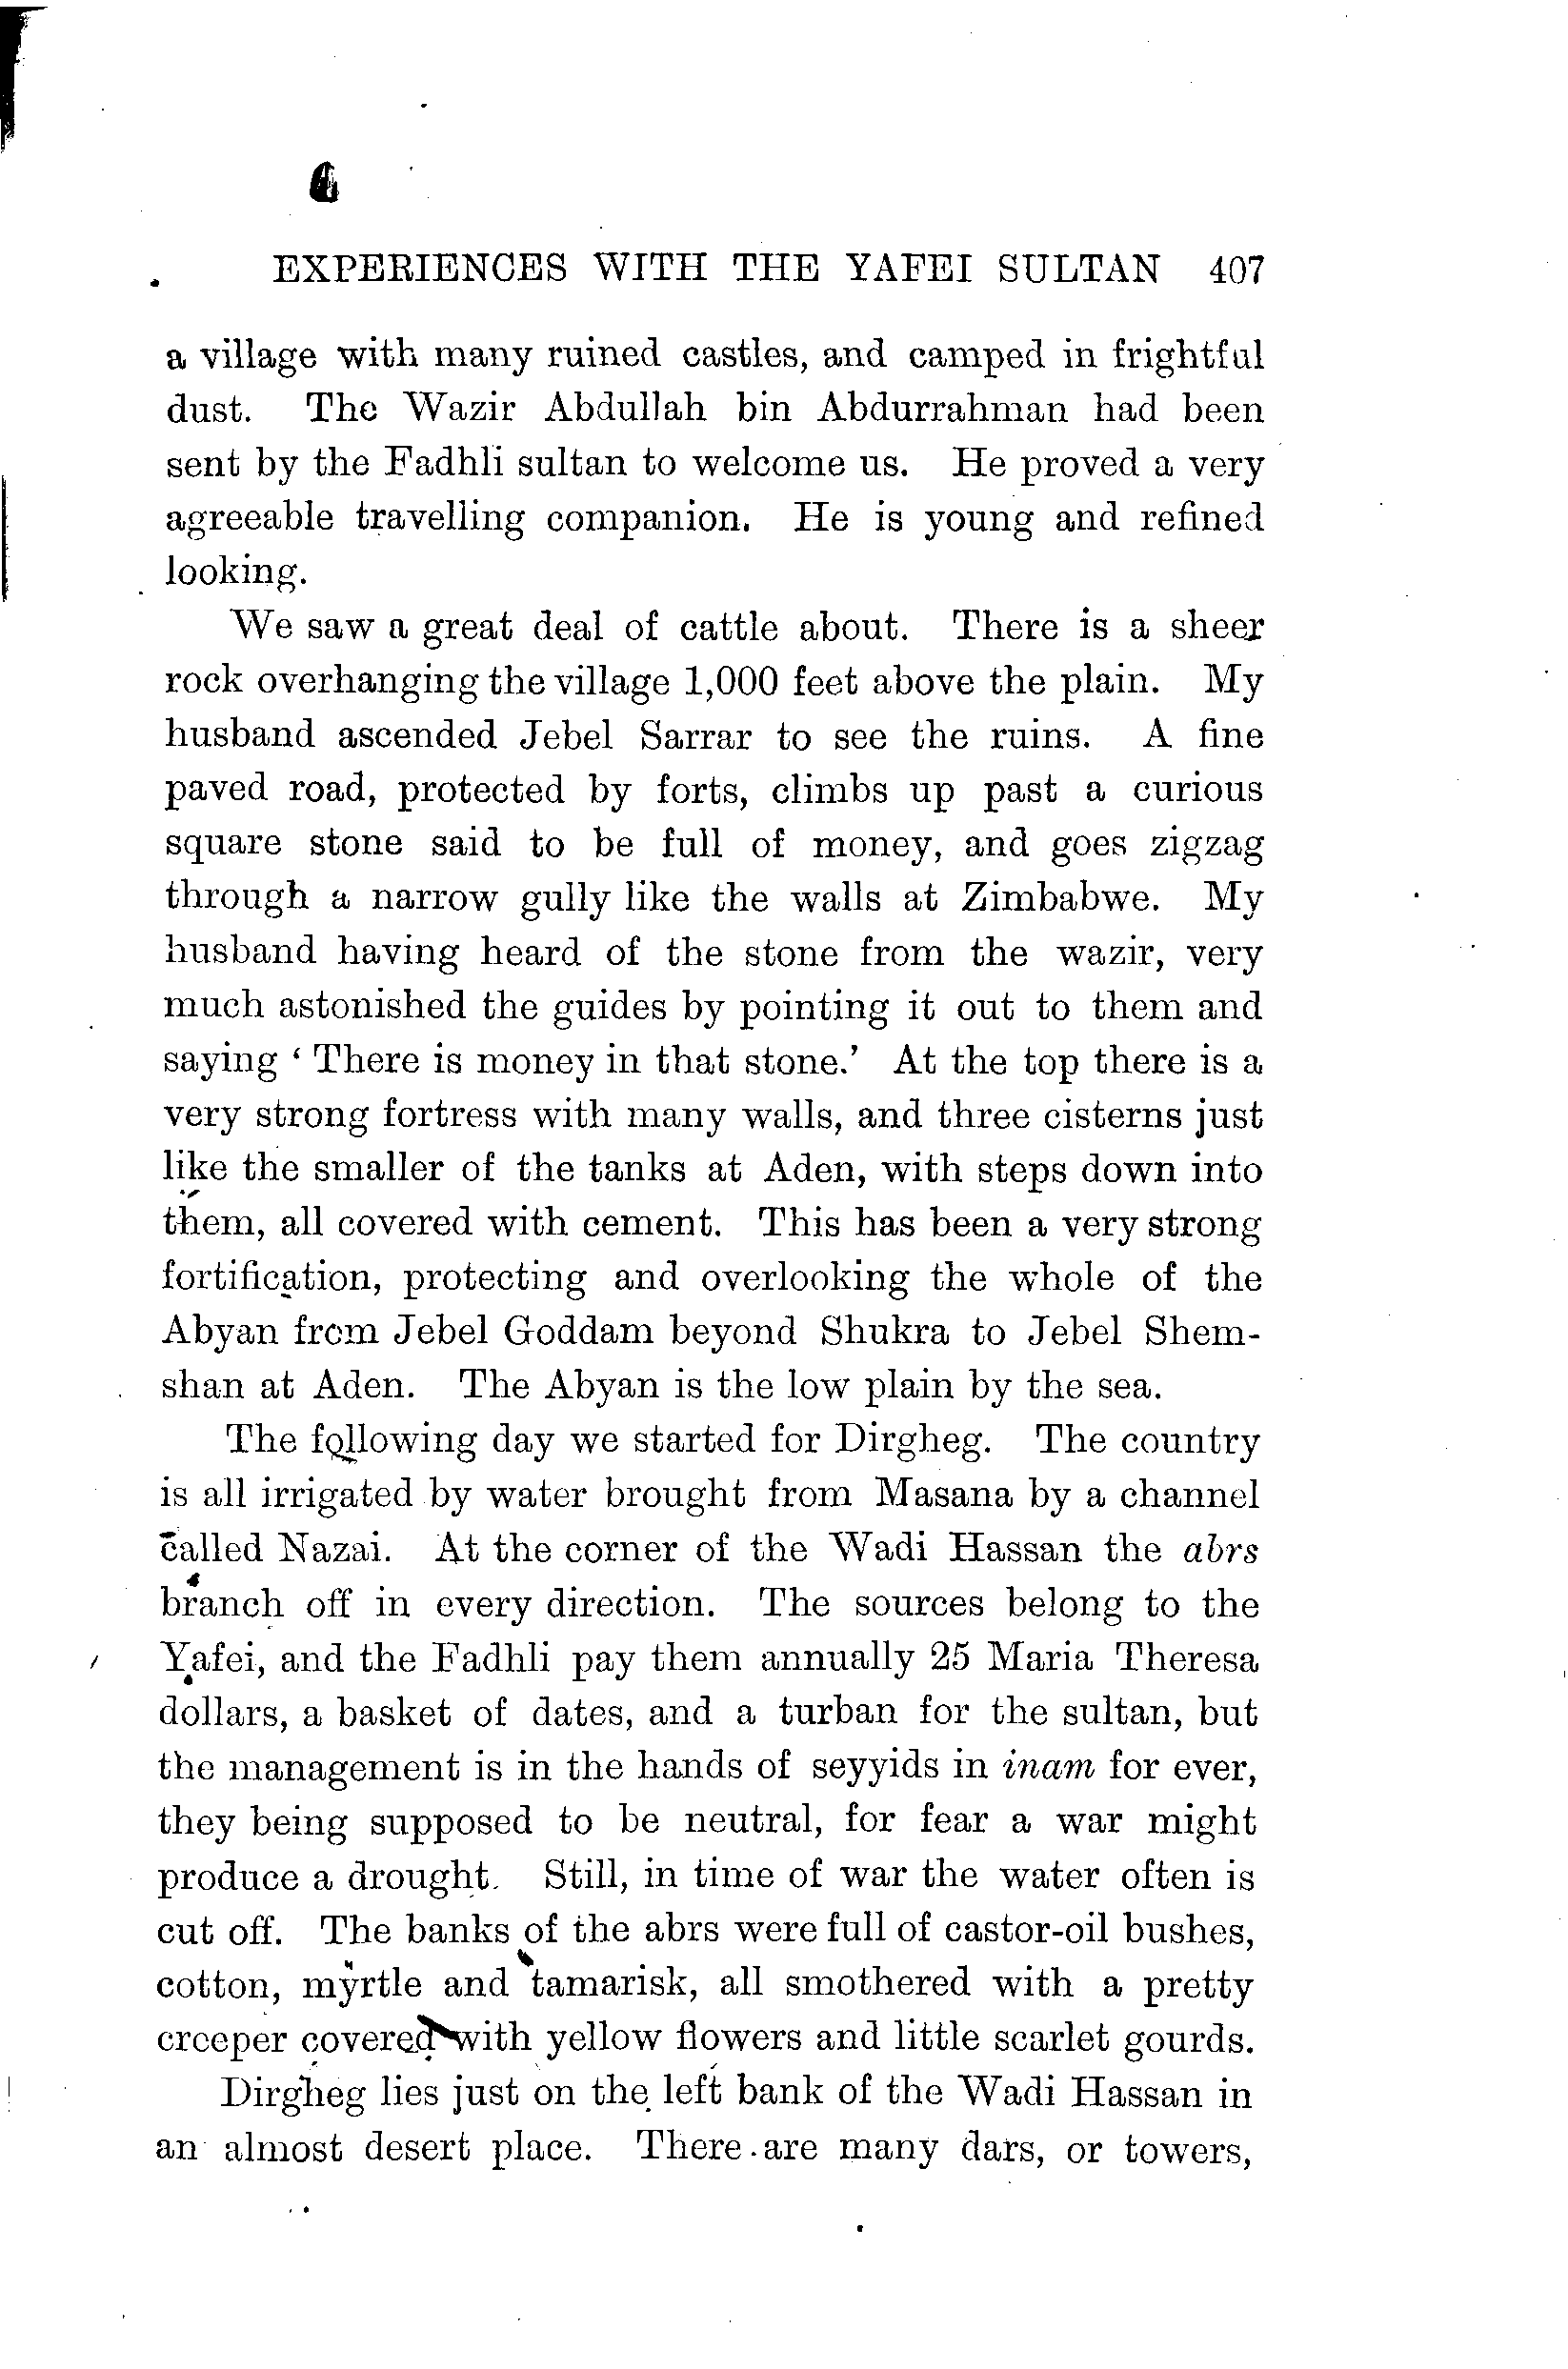 EXPERIENCES WITH THE YAFEI SULTAN 407
a village with many ruined castles, and camped in frightful
dust. The Wazir Abdullah bin Abdurrahman had been
sent by the Fadhli sultan to welcome us. He proved a very
agreeable travelling companion. He is young and refined
looking.
We saw a great deal of cattle about. There is a sheer
rock overhanging the village 1,000 feet above the plain. My
husband ascended Jebel Sarrar to see the ruins. A fine
paved road, protected by forts, climbs up past a curious
square stone said to be full of money, and goes zigzag
through a narrow gully like the walls at Zimbabwe. My
husband having heard of the stone from the wazir, very
much astonished the guides by pointing it out to them and
saying ‘ There is money in that stone.’ At the top there is a
very strong fortress with many walls, and three cisterns just
like the smaller of the tanks at Aden, with steps down into
them, all covered with cement. This has been a very strong
fortification, protecting and overlooking the whole of the
Abyan from Jebel Goddam beyond Shukra to Jebel Shem-
shan at Aden. The Abyan is the low plain by the sea.
The following day we started for Dirgheg. The country
is all irrigated by water brought from Masana by a channel
called Nazai. At the corner of the Wadi Hassan the abrs
branch off in every direction. The sources belong to the
Yafei, and the Fadhli pay them annually 25 Maria Theresa
dollars, a basket of dates, and a turban for the sultan, but
the management is in the hands of seyyids in inam for ever,
they being supposed to be neutral, for fear a war might
produce a drought. Still, in time of war the water often is
cut off. The banks of the abrs were full of castor-oil bushes,
cotton, myrtle and tamarisk, all smothered with a pretty
creeper covered with yellow flowers and little scarlet gourds.
Dirgheg lies just on the left bank of the Wadi Hassan in
an almost desert place. There are many dars, or towers,